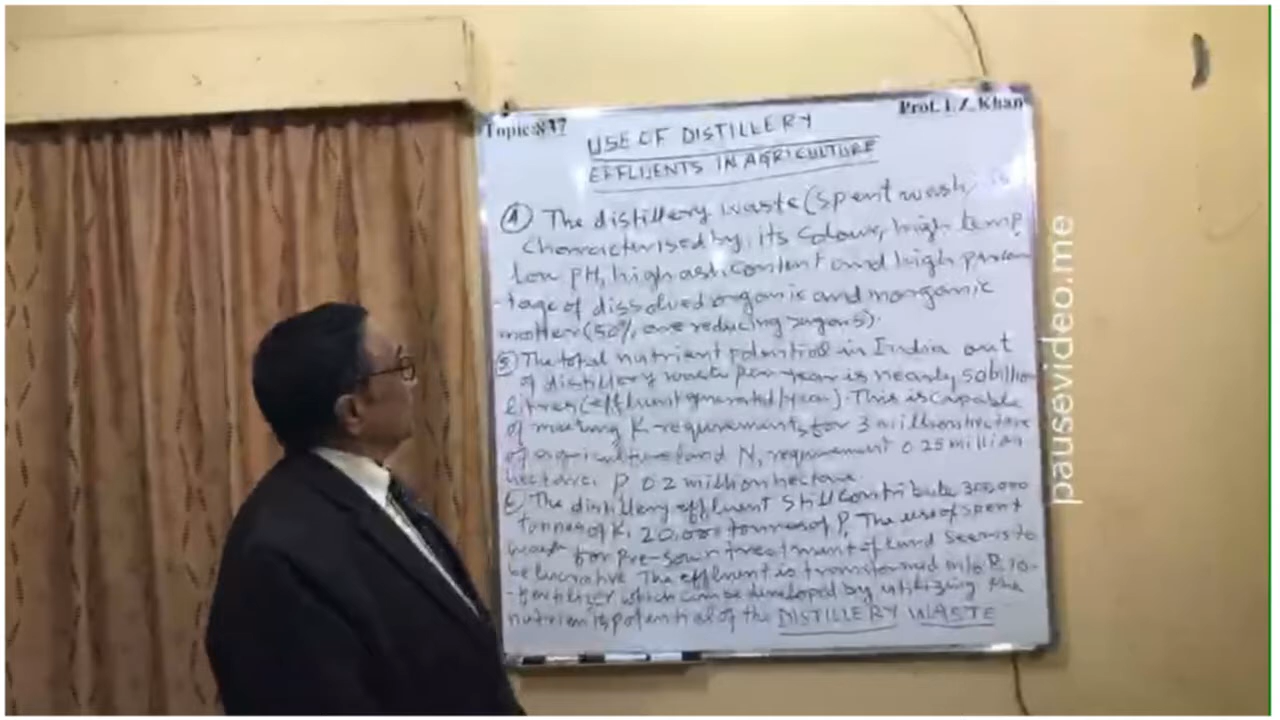 Topic:837
Prof. I.Z. Khan
USE OF DISTILLERY
EFFLUENTS IN AGRICULTURE
4 The distillery waste (spent wash) is
characterised by, its colour, high temp
low PH, high ash content and high percen
-tage of dissolved organic and inorganic
matter (50% are reducing sugars).
5 The total nutrient potential in India out
of distillery waste per year is nearly 50 billion
litres (effluent generated/year). This is capable
of meeting K-requirements for 3 million hectare
of agriculture land N, requirement 0.25 million
hectare. P 0.2 million hectare.
The distillery effluent still contribute 300,000
tonnes of K, 20,000 tonnes of P, The use of spent
wash for Pre-sown treatment of land seems to
be lucrative The effluent is transformed into
-fertilizer which can be developed by utilizing the
nutrients potential of the DISTILLERY WASTE
pausevideo.me